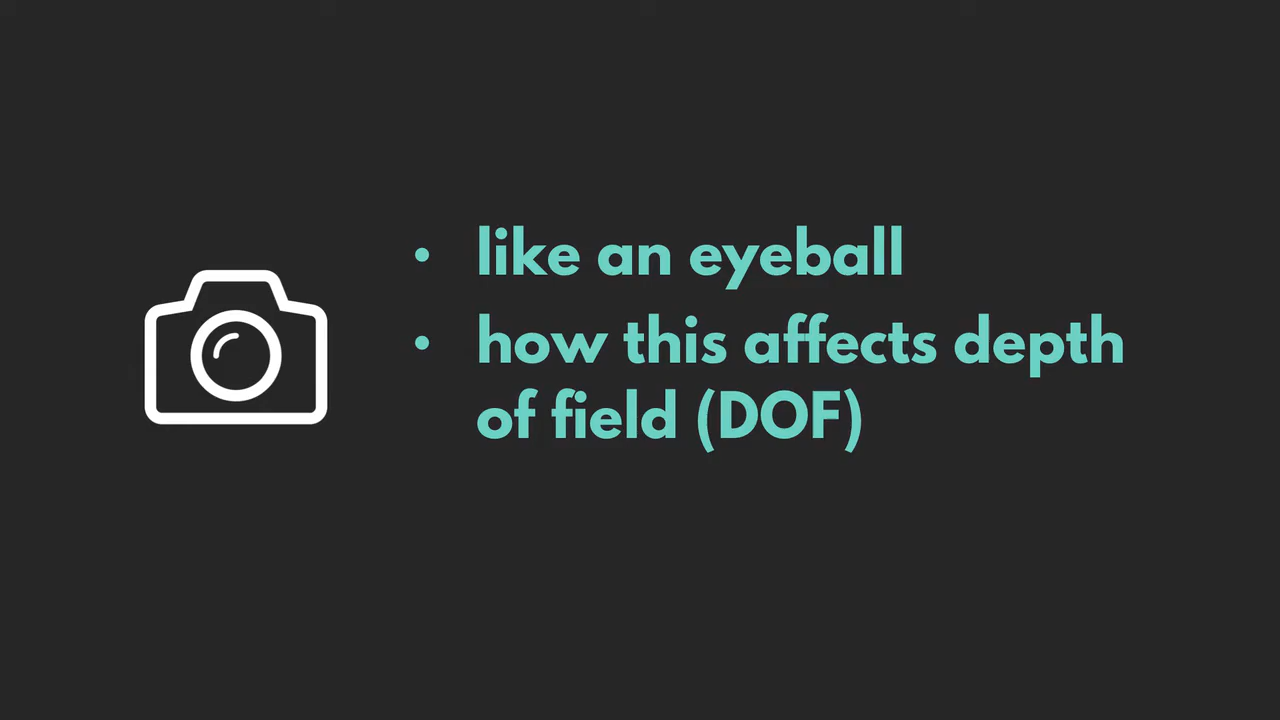 • like an eyeball
• how this affects depth
of field (DOF)